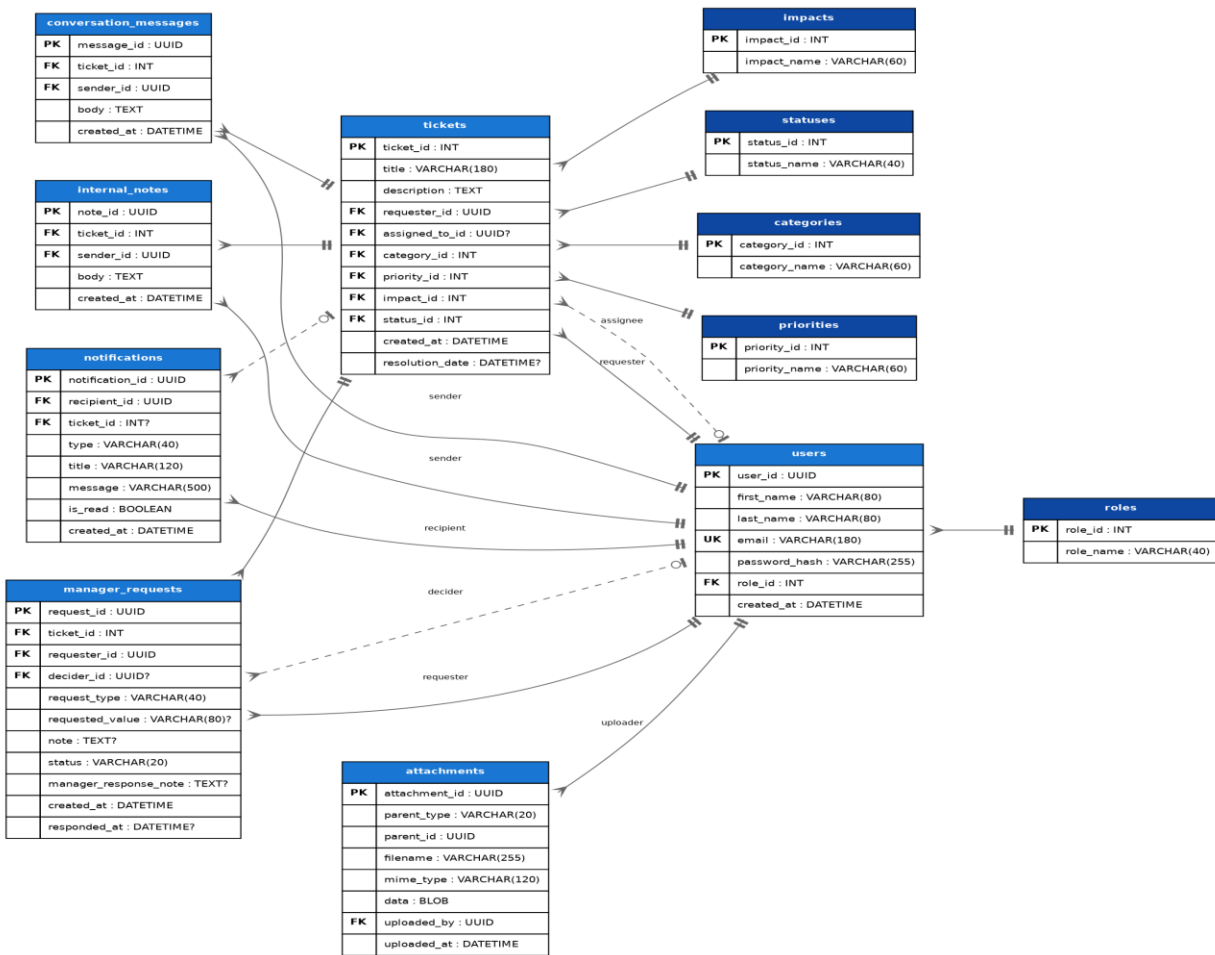 conversation_messages
PK message_id : UUID
FK ticket_id : INT
FK sender_id : UUID
body : TEXT
created_at : DATETIME
internal_notes
PK note_id : UUID
FK ticket_id : INT
FK sender_id : UUID
body : TEXT
created_at : DATETIME
notifications
PK notification_id : UUID
FK recipient_id : UUID
FK ticket_id : INT?
type : VARCHAR(40)
title : VARCHAR(120)
message : VARCHAR(500)
is_read : BOOLEAN
created_at : DATETIME
manager_requests
PK request_id : UUID
FK ticket_id : INT
FK requester_id : UUID
FK decider_id : UUID?
request_type : VARCHAR(40)
requested_value : VARCHAR(80)?
note : TEXT?
status : VARCHAR(20)
manager_response_note : TEXT?
created_at : DATETIME
responded_at : DATETIME?
tickets
PK ticket_id : INT
title : VARCHAR(180)
description : TEXT
FK requester_id : UUID
FK assigned_to_id : UUID?
FK category_id : INT
FK priority_id : INT
FK impact_id : INT
FK status_id : INT
created_at : DATETIME
resolution_date : DATETIME?
sender
sender
recipient
decider
requester
uploader
assignee
requester
attachments
PK attachment_id : UUID
parent_type : VARCHAR(20)
parent_id : UUID
filename : VARCHAR(255)
mime_type : VARCHAR(120)
data : BLOB
FK uploaded_by : UUID
uploaded_at : DATETIME
impacts
PK impact_id : INT
impact_name : VARCHAR(60)
statuses
PK status_id : INT
status_name : VARCHAR(40)
categories
PK category_id : INT
category_name : VARCHAR(60)
priorities
PK priority_id : INT
priority_name : VARCHAR(60)
users
PK user_id : UUID
first_name : VARCHAR(80)
last_name : VARCHAR(80)
UK email : VARCHAR(180)
password_hash : VARCHAR(255)
FK role_id : INT
created_at : DATETIME
roles
PK role_id : INT
role_name : VARCHAR(40)